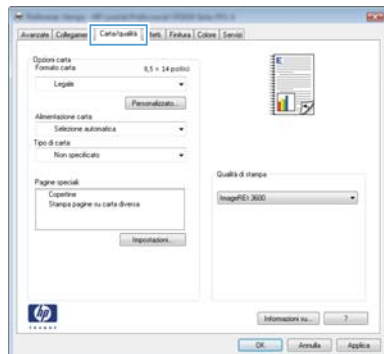 Avanzate Collegamenti Carta/qualità Effetti Finitura Colore Servizi
Opzioni carta
Formato carta 8,5 × 14 pollici
Legale
Personalizzato...
Alimentazione carta
Selezione automatica
Tipo di carta:
Non specificato
Pagine speciali:
Copertine
Stampa pagine su carta diversa
Impostazioni...
Qualità di stampa
ImageREt 3600
E
hp
invent
Informazioni su... ?
OK Annulla Applica